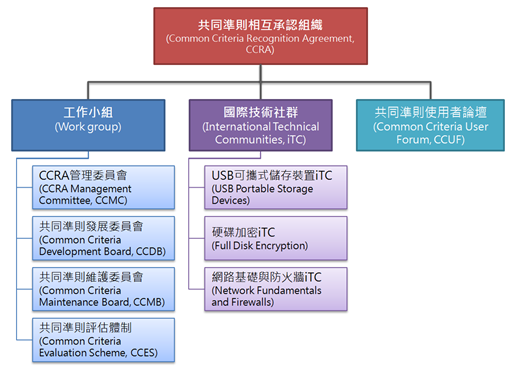 共同準則相互承認組織
(Common Criteria Recognition Agreement,
CCRA)
工作小組
(Work group)
CCRA管理委員會
(CCRA Management
Committee, CCMC)
共同準則發展委員會
(Common Criteria
Development Board, CCDB)
共同準則維護委員會
(Common Criteria
Maintenance Board, CCMB)
共同準則評估體制
(Common Criteria
Evaluation Scheme, CCES)
國際技術社群
(International Technical
Communities, iTC)
USB可攜式儲存裝置iTC
(USB Portable Storage
Devices)
硬碟加密iTC
(Full Disk Encryption)
網路基礎與防火牆iTC
(Network Fundamentals
and Firewalls)
共同準則使用者論壇
(Common Criteria User
Forum, CCUF)